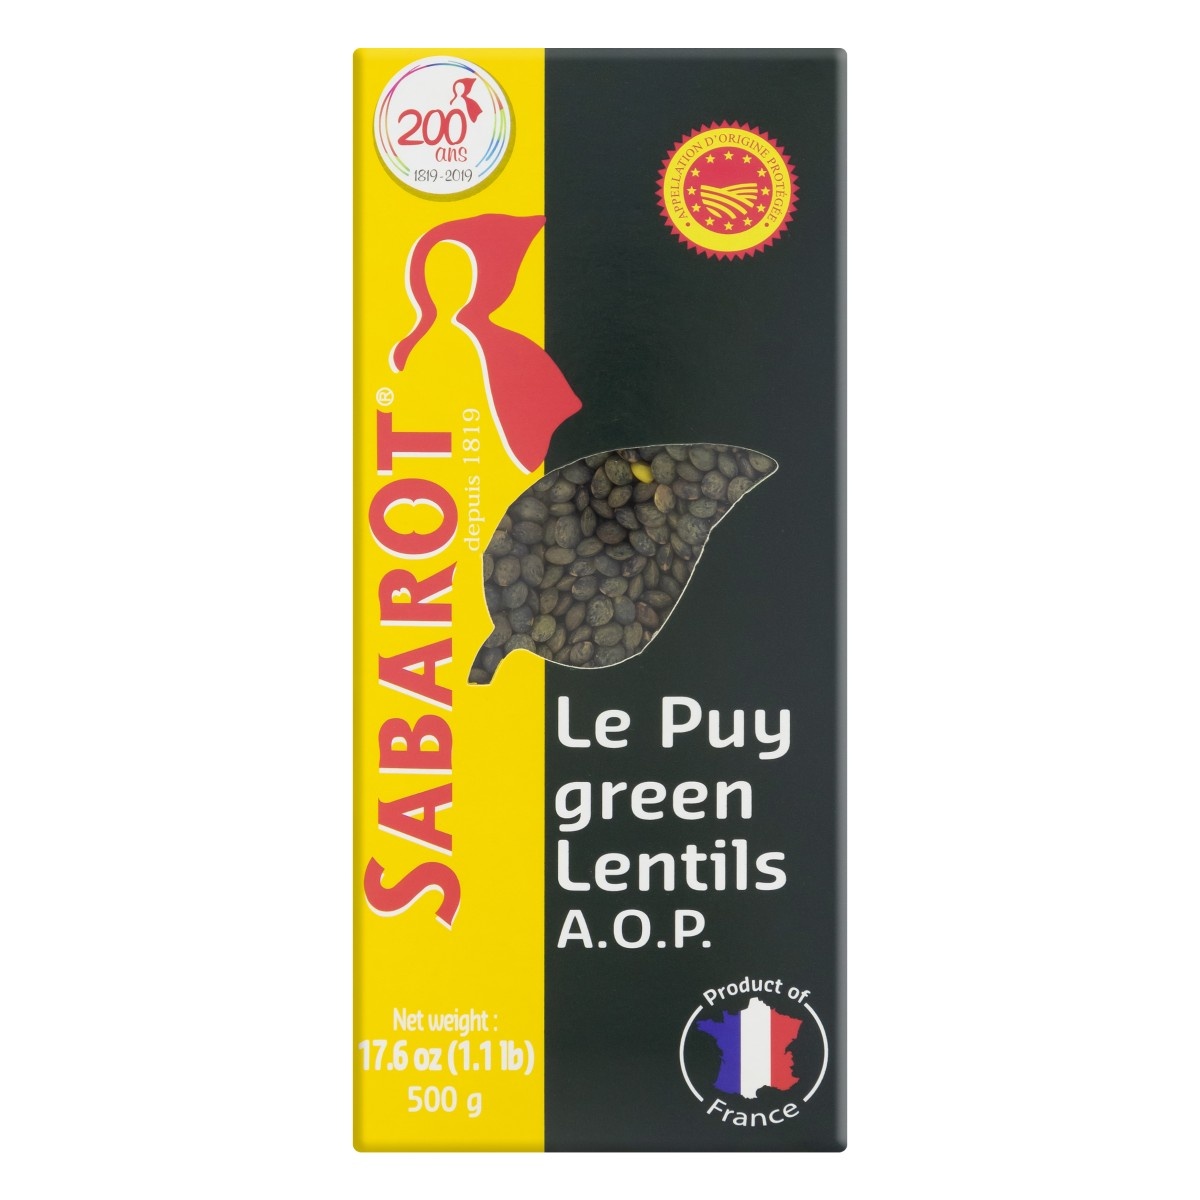 200
ans
1819-2019
APPELLATION D'ORIGINE PROTÉGÉE
SABAROT®
depuis 1819
Le Puy
green
Lentils
A.O.P.
Net weight :
17.6 oz (1.1 lb)
500 g
Product of
France